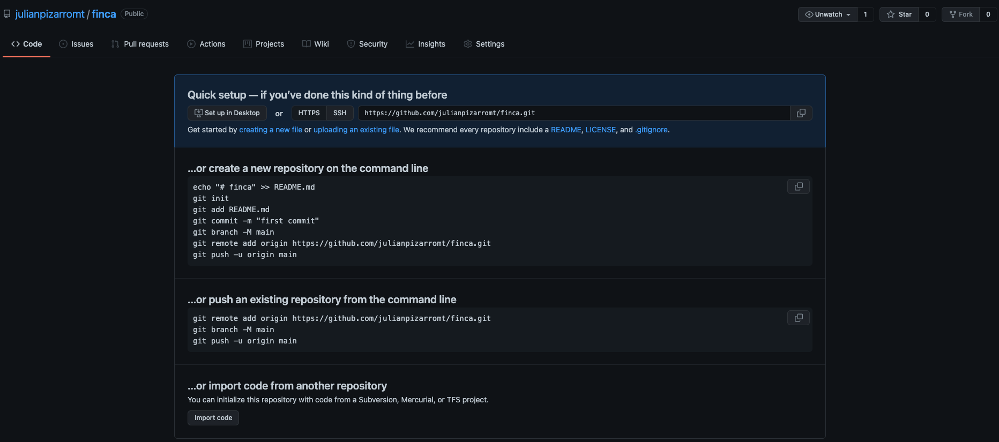 julianpizarromt / finca Public
Unwatch 1 Star 0 Fork 0
Code Issues Pull requests Actions Projects Wiki Security Insights Settings
Quick setup — if you’ve done this kind of thing before
Set up in Desktop or HTTPS SSH https://github.com/julianpizarromt/finca.git
Get started by creating a new file or uploading an existing file. We recommend every repository include a README, LICENSE, and .gitignore.
…or create a new repository on the command line
echo "# finca" >> README.md
git init
git add README.md
git commit -m "first commit"
git branch -M main
git remote add origin https://github.com/julianpizarromt/finca.git
git push -u origin main
…or push an existing repository from the command line
git remote add origin https://github.com/julianpizarromt/finca.git
git branch -M main
git push -u origin main
…or import code from another repository
You can initialize this repository with code from a Subversion, Mercurial, or TFS project.
Import code